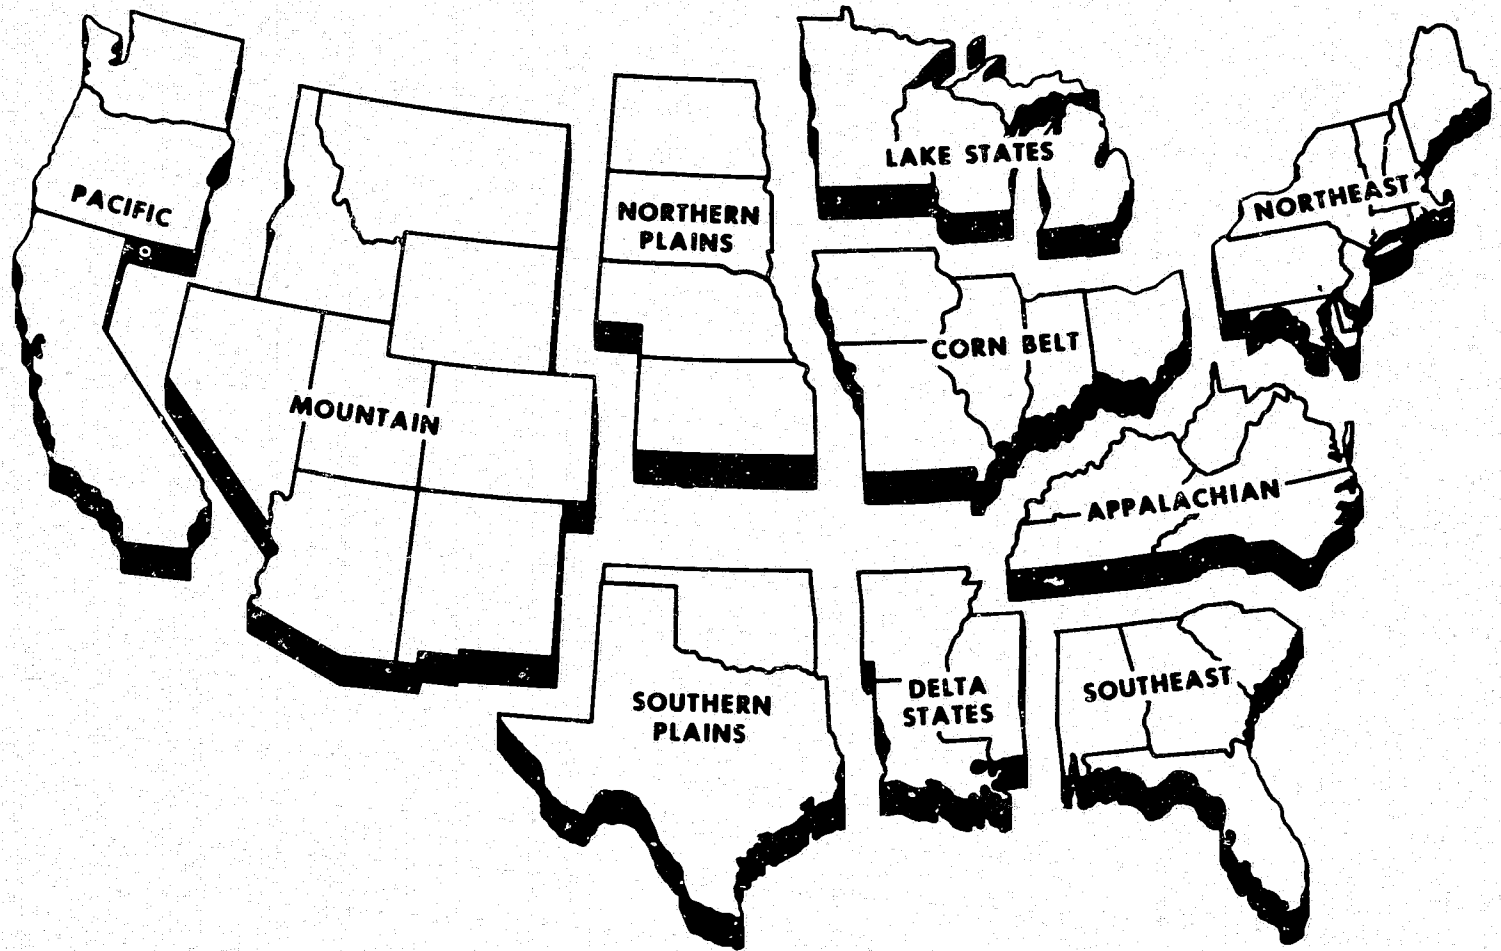 PACIFIC
MOUNTAIN
NORTHERN
PLAINS
LAKE STATES
CORN BELT
NORTHEAST
APPALACHIAN
SOUTHERN
PLAINS
DELTA
STATES
SOUTHEAST